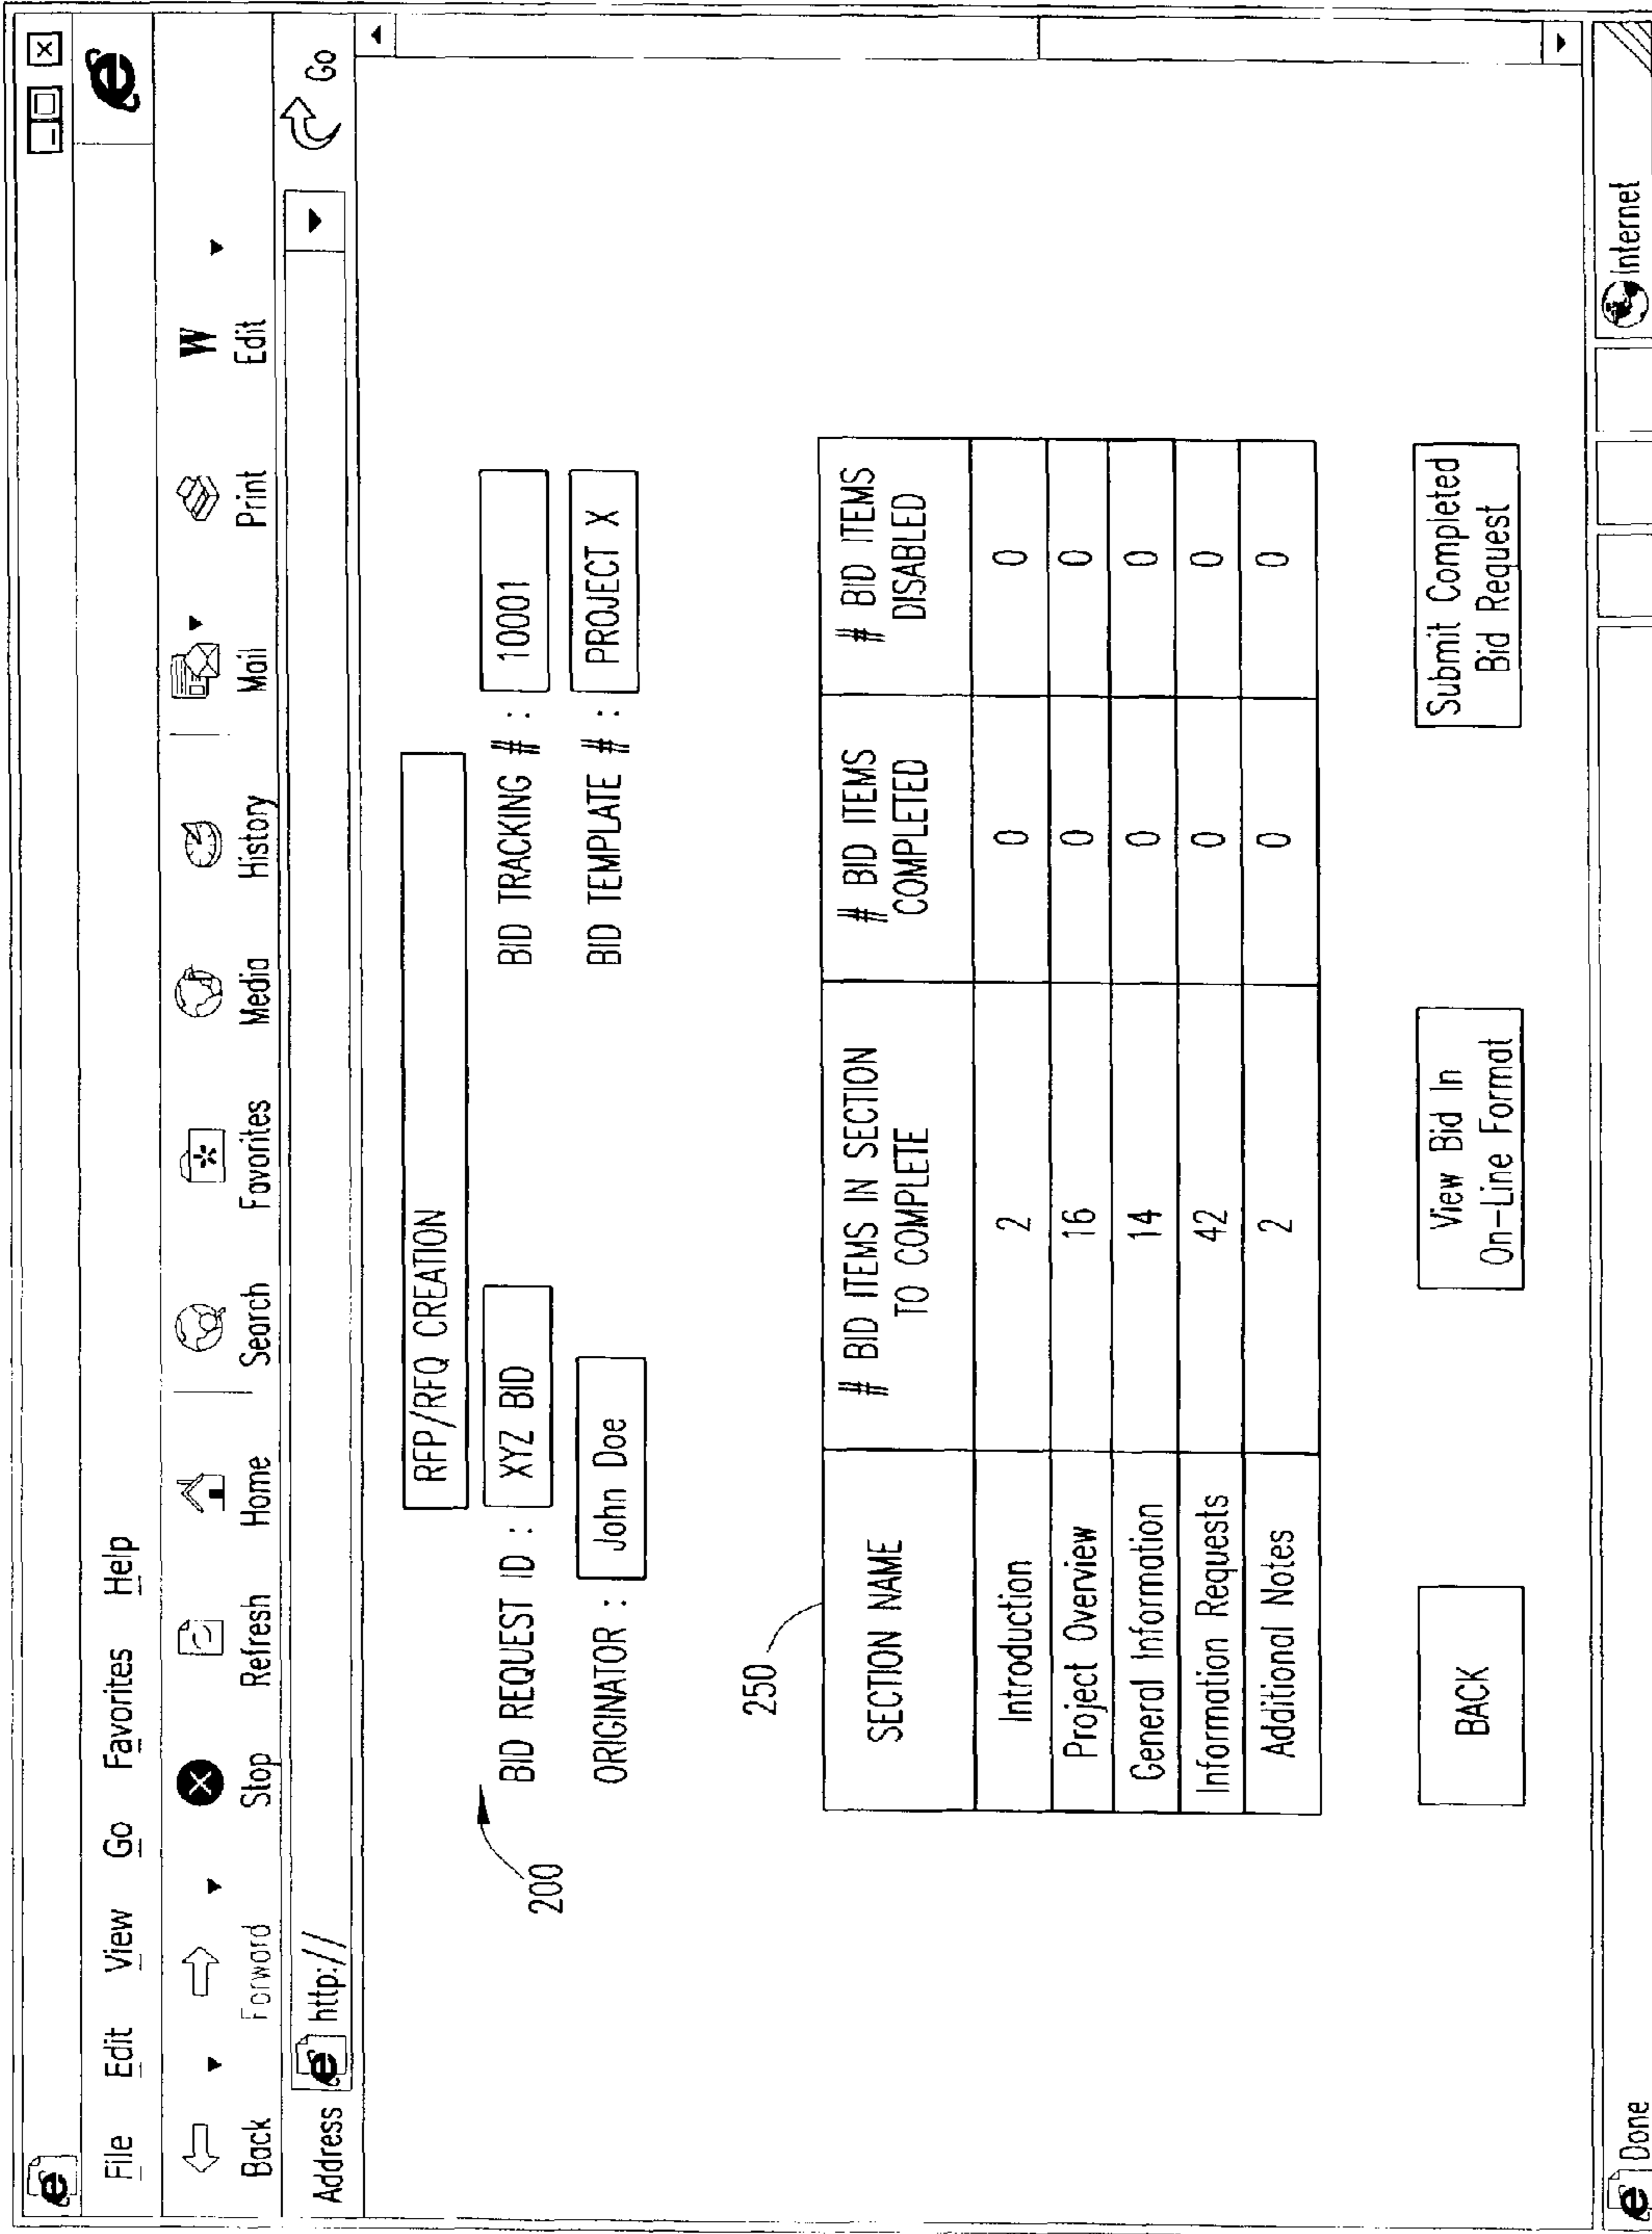 File Edit View Go Favorites Help
Back Forward Stop Refresh Home Search Favorites Media History Mail Print Edit
Address http:// Go
RFP/RFQ CREATION
200
BID REQUEST ID : XYZ BID BID TRACKING # : 10001
ORIGINATOR : John Doe BID TEMPLATE # : PROJECT X
250
SECTION NAME # BID ITEMS IN SECTION TO COMPLETE # BID ITEMS COMPLETED # BID ITEMS DISABLED
Introduction 2 0 0
Project Overview 16 0 0
General Information 14 0 0
Information Requests 42 0 0
Additional Notes 2 0 0
BACK View Bid In On-Line Format Submit Completed Bid Request
Done Internet